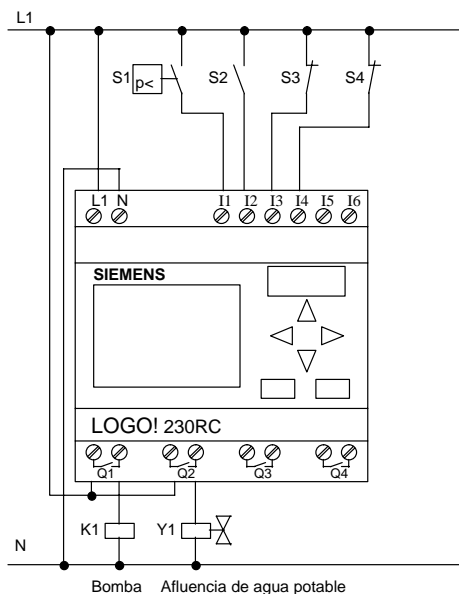 L1
S1 p< S2 S3 S4
L1 N I1 I2 I3 I4 I5 I6
SIEMENS
LOGO! 230RC
Q1 Q2 Q3 Q4
K1 Y1
N
Bomba Afluencia de agua potable